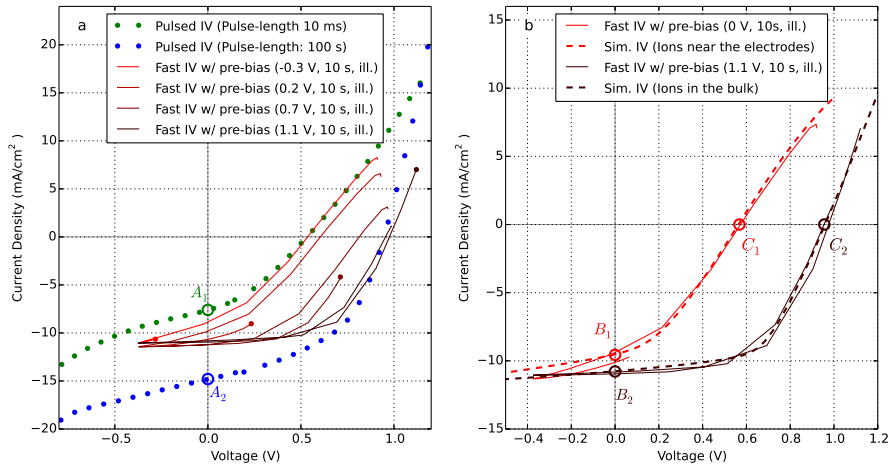 a
Pulsed IV (Pulse-length 10 ms)
Pulsed IV (Pulse-length: 100 s)
Fast IV w/ pre-bias (-0.3 V, 10 s, ill.)
Fast IV w/ pre-bias (0.2 V, 10 s, ill.)
Fast IV w/ pre-bias (0.7 V, 10 s, ill.)
Fast IV w/ pre-bias (1.1 V, 10 s, ill.)
20
15
10
5
0
−5
−10
−15
−20
Current Density (mA/cm²)
A₁
A₂
−0.5
0.0
0.5
1.0
Voltage (V)
b
Fast IV w/ pre-bias (0 V, 10s, ill.)
Sim. IV (Ions near the electrodes)
Fast IV w/ pre-bias (1.1 V, 10 s, ill.)
Sim. IV (Ions in the bulk)
15
10
5
0
−5
−10
−15
Current Density (mA/cm²)
C₁
C₂
B₁
B₂
−0.4
−0.2
0.0
0.2
0.4
0.6
0.8
1.0
1.2
Voltage (V)